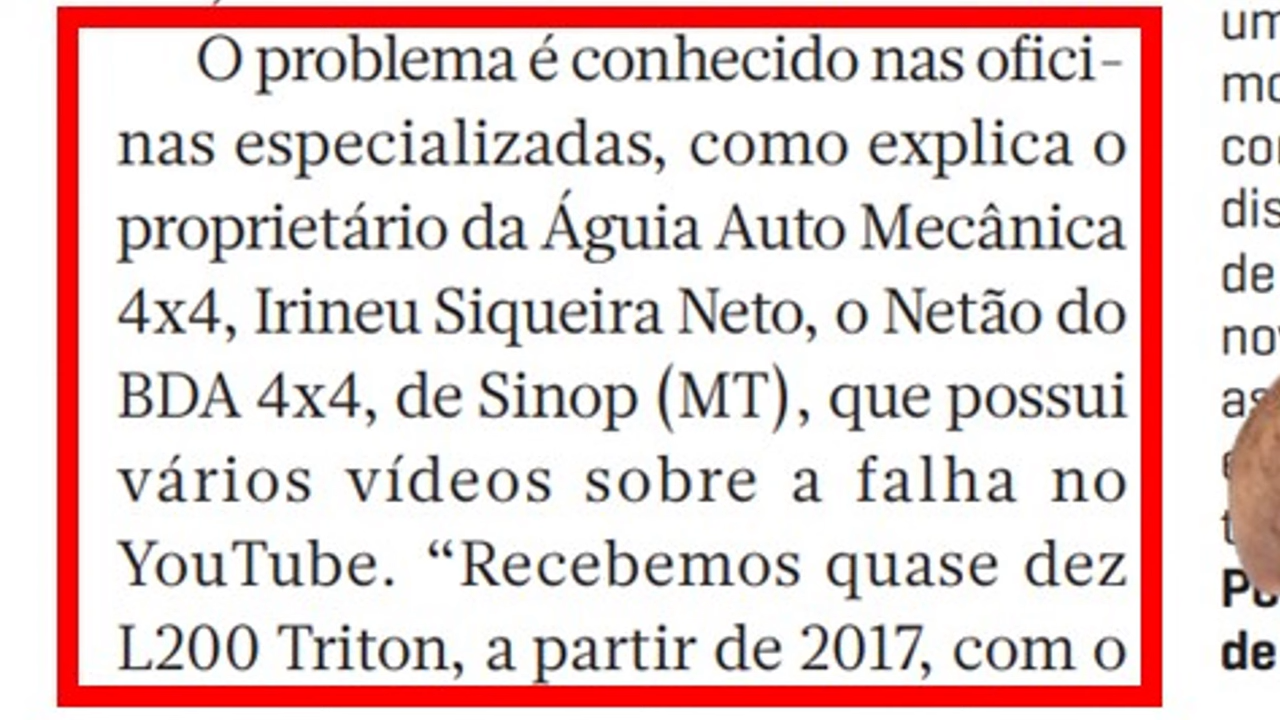 O problema é conhecido nas ofici-
nas especializadas, como explica o
proprietário da Águia Auto Mecânica
4x4, Irineu Siqueira Neto, o Netão do
BDA 4x4, de Sinop (MT), que possui
vários vídeos sobre a falha no
YouTube. “Recebemos quase dez
L200 Triton, a partir de 2017, com o
de
de